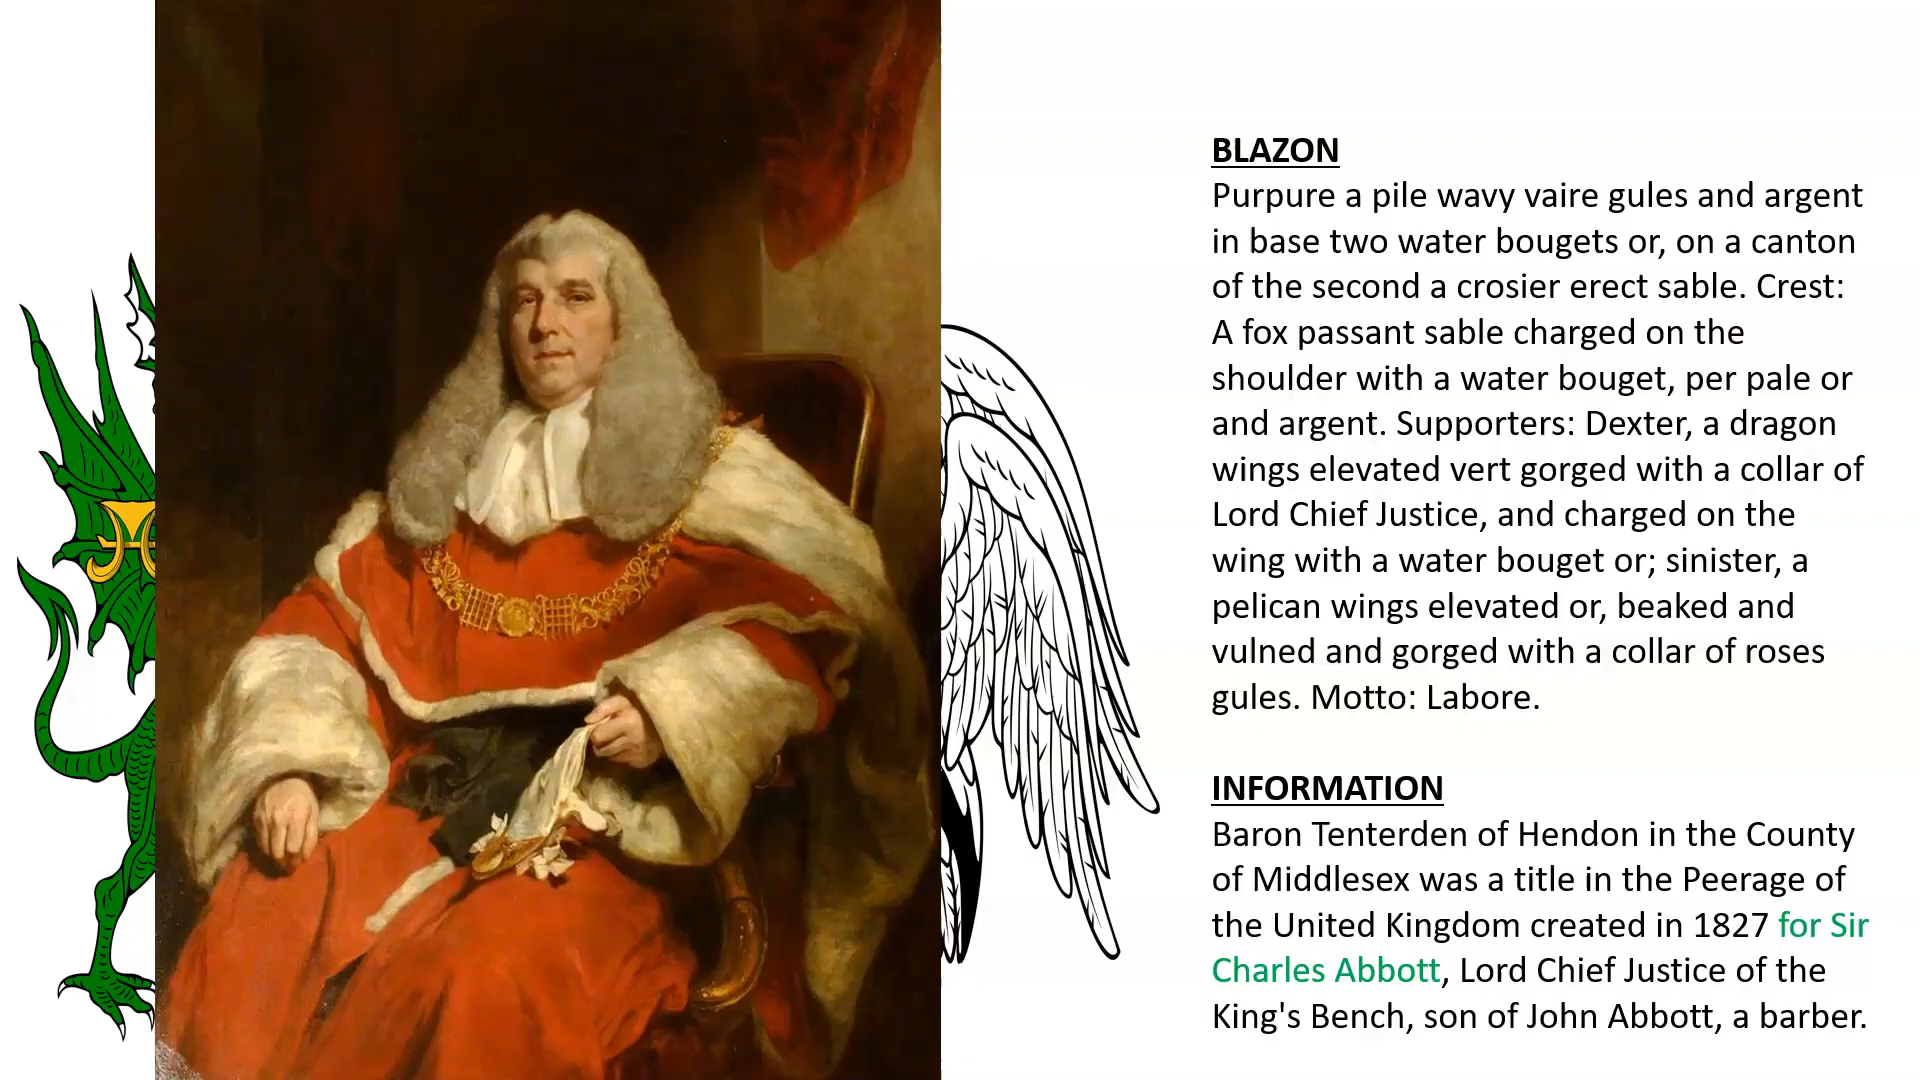 BLAZON
Purpure a pile wavy vaire gules and argent
in base two water bougets or, on a canton
of the second a crosier erect sable. Crest:
A fox passant sable charged on the
shoulder with a water bouget, per pale or
and argent. Supporters: Dexter, a dragon
wings elevated vert gorged with a collar of
Lord Chief Justice, and charged on the
wing with a water bouget or; sinister, a
pelican wings elevated or, beaked and
vulned and gorged with a collar of roses
gules. Motto: Labore.
INFORMATION
Baron Tenterden of Hendon in the County
of Middlesex was a title in the Peerage of
the United Kingdom created in 1827 for Sir
Charles Abbott, Lord Chief Justice of the
King's Bench, son of John Abbott, a barber.